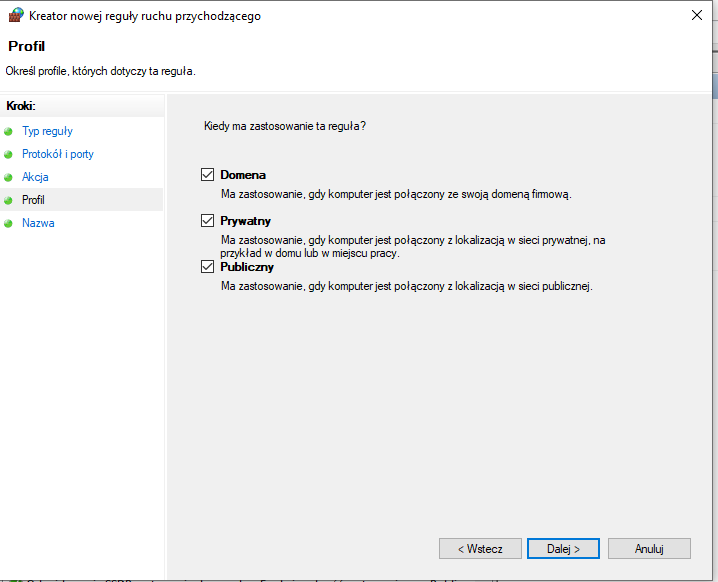 Kreator nowej reguły ruchu przychodzącego
Profil
Określ profile, których dotyczy ta reguła.
Kroki:
Typ reguły
Protokół i porty
Akcja
Profil
Nazwa
Kiedy ma zastosowanie ta reguła?
Domena
Ma zastosowanie, gdy komputer jest połączony ze swoją domeną firmową.
Prywatny
Ma zastosowanie, gdy komputer jest połączony z lokalizacją w sieci prywatnej, na
przykład w domu lub w miejscu pracy.
Publiczny
Ma zastosowanie, gdy komputer jest połączony z lokalizacją w sieci publicznej.
< Wstecz
Dalej >
Anuluj